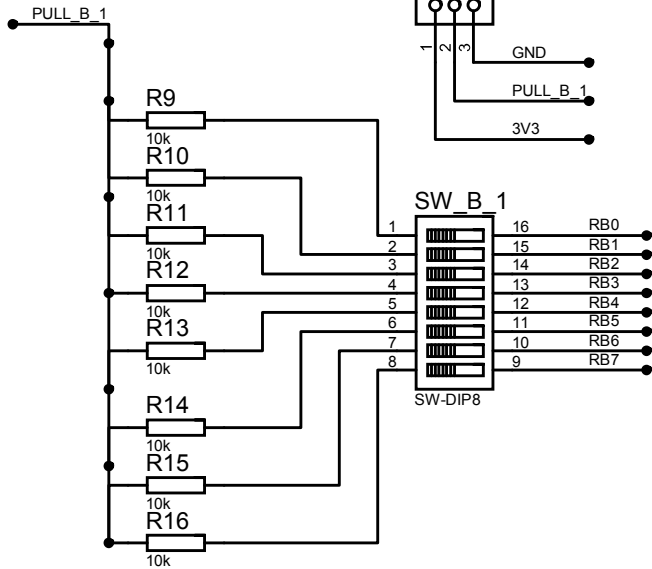 PULL_B_1
1 2 3
GND
PULL_B_1
3V3
R9
10k
R10
10k
R11
10k
R12
10k
R13
10k
R14
10k
R15
10k
R16
10k
SW_B_1
1 16 RB0
2 15 RB1
3 14 RB2
4 13 RB3
5 12 RB4
6 11 RB5
7 10 RB6
8 9 RB7
SW-DIP8